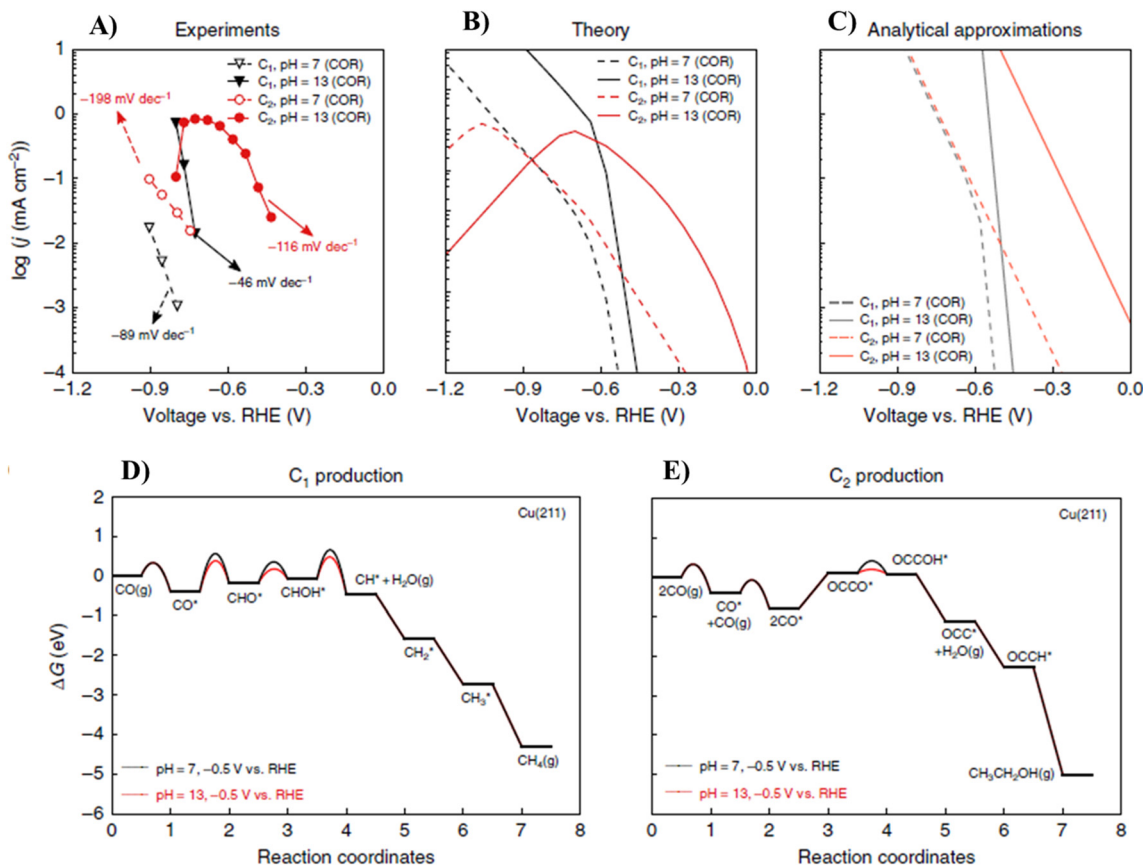 A)
Experiments
log (j (mA cm⁻²))
1
0
−1
−2
−3
−4
−1.2
−0.9
−0.6
−0.3
0.0
Voltage vs. RHE (V)
C₁, pH = 7 (COR)
C₁, pH = 13 (COR)
C₂, pH = 7 (COR)
C₂, pH = 13 (COR)
−198 mV dec⁻¹
−116 mV dec⁻¹
−46 mV dec⁻¹
−89 mV dec⁻¹
B)
Theory
C₁, pH = 7 (COR)
C₁, pH = 13 (COR)
C₂, pH = 7 (COR)
C₂, pH = 13 (COR)
−1.2
−0.9
−0.6
−0.3
0.0
Voltage vs. RHE (V)
C)
Analytical approximations
C₁, pH = 7 (COR)
C₁, pH = 13 (COR)
C₂, pH = 7 (COR)
C₂, pH = 13 (COR)
−1.2
−0.9
−0.6
−0.3
0.0
Voltage vs. RHE (V)
D)
C₁ production
ΔG (eV)
2
1
0
−1
−2
−3
−4
−5
−6
Cu(211)
CO(g)
CO*
CHO*
CHOH*
CH* + H₂O(g)
CH₂*
CH₃*
CH₄(g)
pH = 7, −0.5 V vs. RHE
pH = 13, −0.5 V vs. RHE
0
1
2
3
4
5
6
7
8
Reaction coordinates
E)
C₂ production
Cu(211)
2CO(g)
CO*
+CO(g)
2CO*
OCCO*
OCCOH*
OCC*
+H₂O(g)
OCCH*
CH₃CH₂OH(g)
pH = 7, −0.5 V vs. RHE
pH = 13, −0.5 V vs. RHE
0
1
2
3
4
5
6
7
8
Reaction coordinates